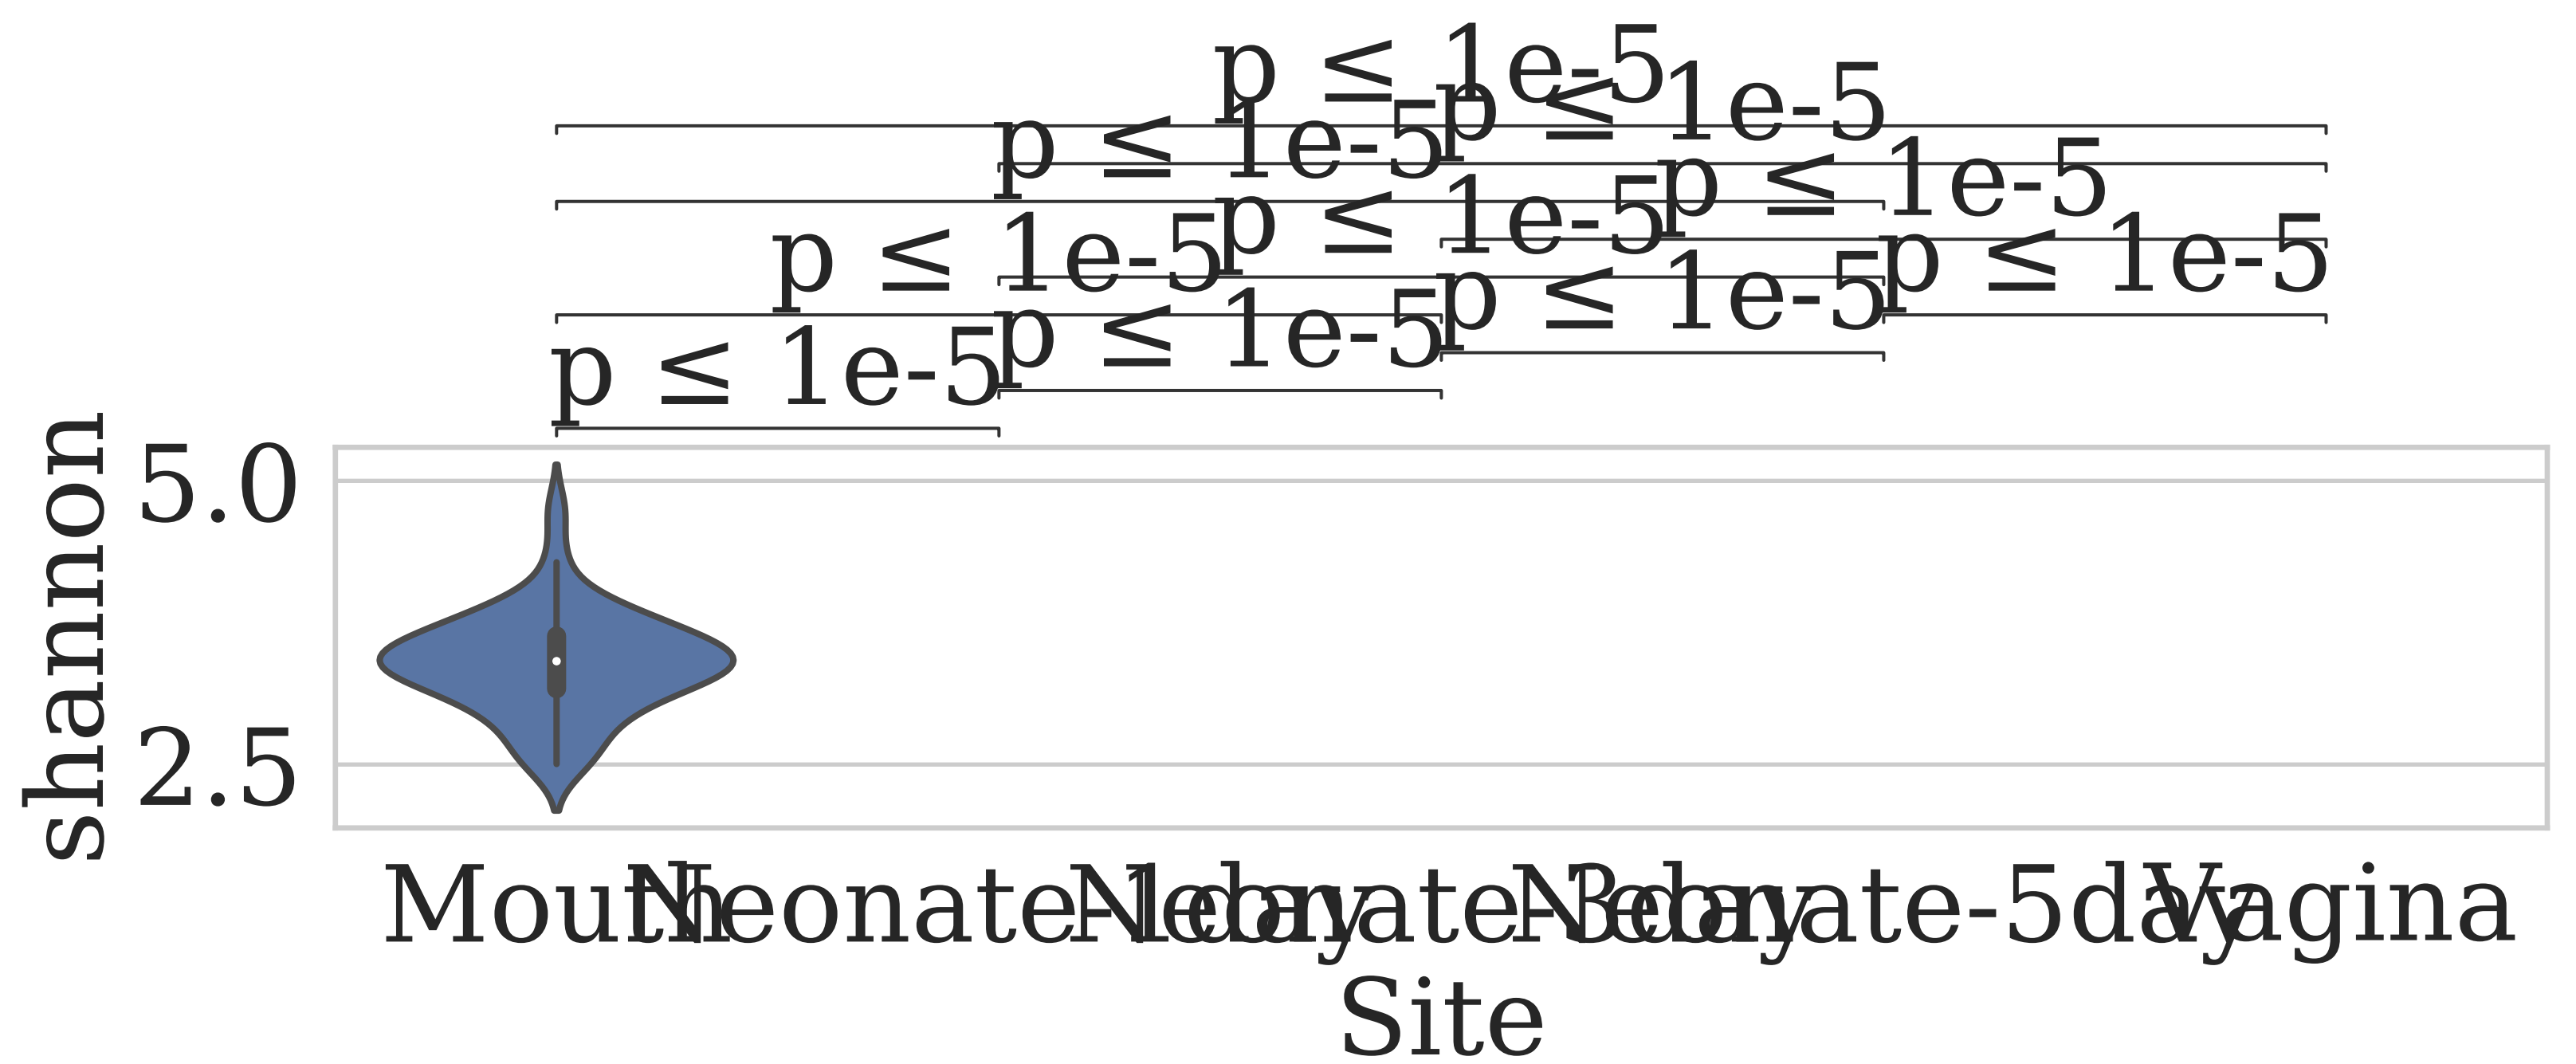 p ≤ 1e-5
p ≤ 1e-5
p ≤ 1e-5
p ≤ 1e-5
p ≤ 1e-5
p ≤ 1e-5
p ≤ 1e-5
p ≤ 1e-5
p ≤ 1e-5
p ≤ 1e-5
shannon
5.0
2.5
Mouth
Neonate-1day
Neonate-3day
Neonate-5day
Vagina
Site